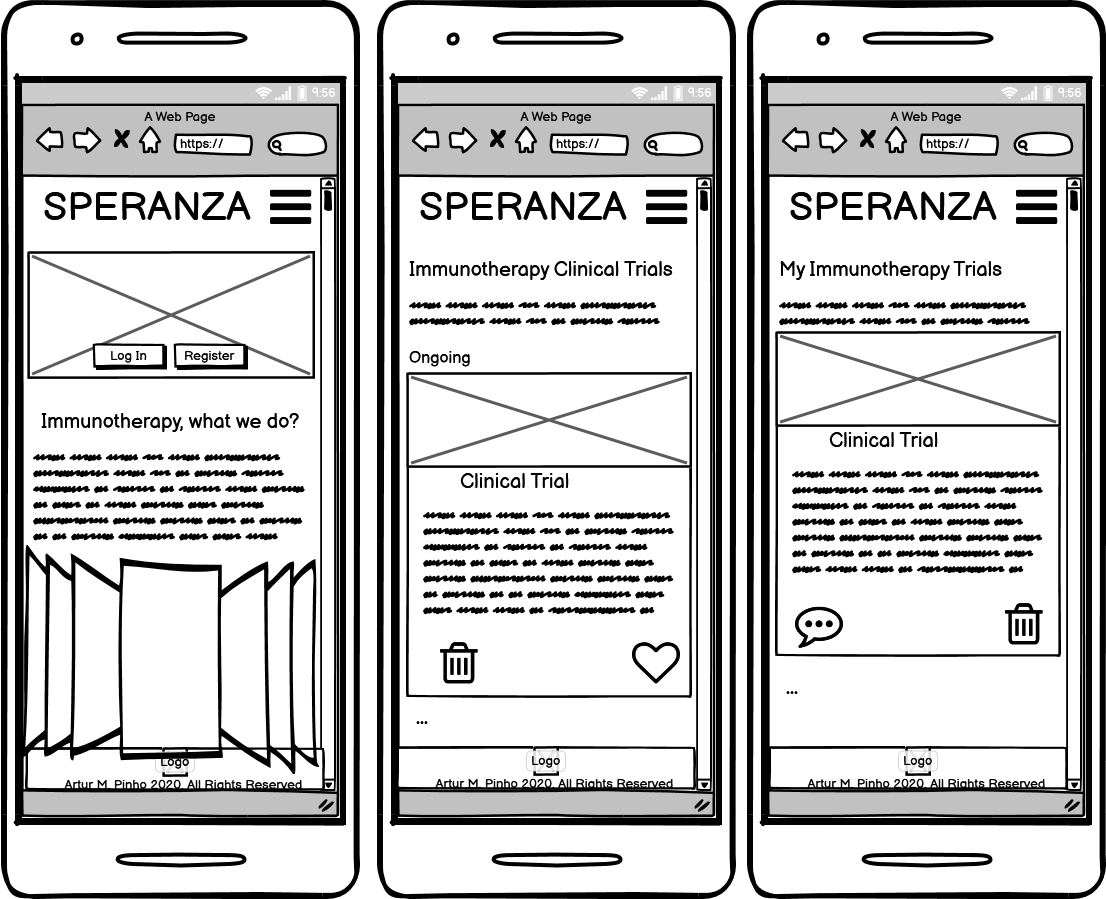 9:56
A Web Page
https://
SPERANZA
Log In
Register
Immunotherapy, what we do?
Logo
Artur M. Pinho 2020. All Rights Reserved
9:56
A Web Page
https://
SPERANZA
Immunotherapy Clinical Trials
Ongoing
Clinical Trial
...
Logo
Artur M. Pinho 2020. All Rights Reserved
9:56
A Web Page
https://
SPERANZA
My Immunotherapy Trials
Clinical Trial
...
Logo
Artur M. Pinho 2020. All Rights Reserved